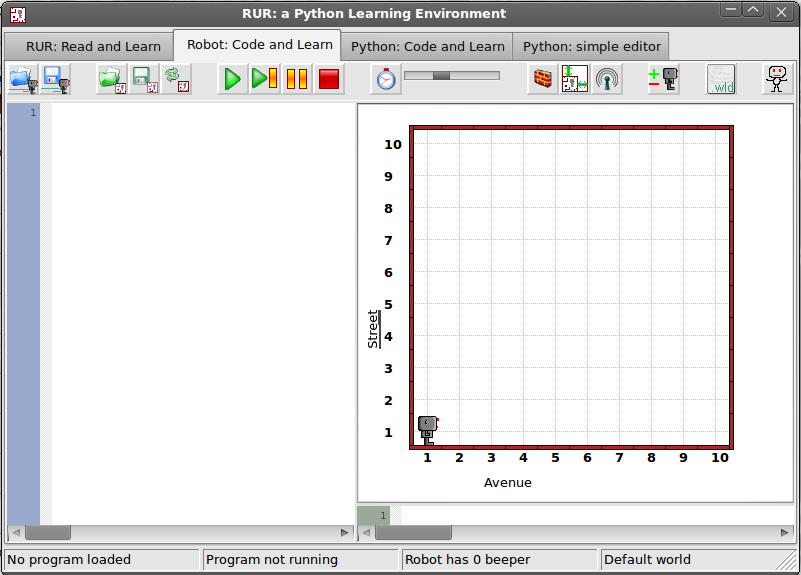 RUR: a Python Learning Environment
RUR: Read and Learn
Robot: Code and Learn
Python: Code and Learn
Python: simple editor
.wld
1
10
9
8
7
6
5
4
3
2
1
Street
1 2 3 4 5 6 7 8 9 10
Avenue
1
No program loaded
Program not running
Robot has 0 beeper
Default world